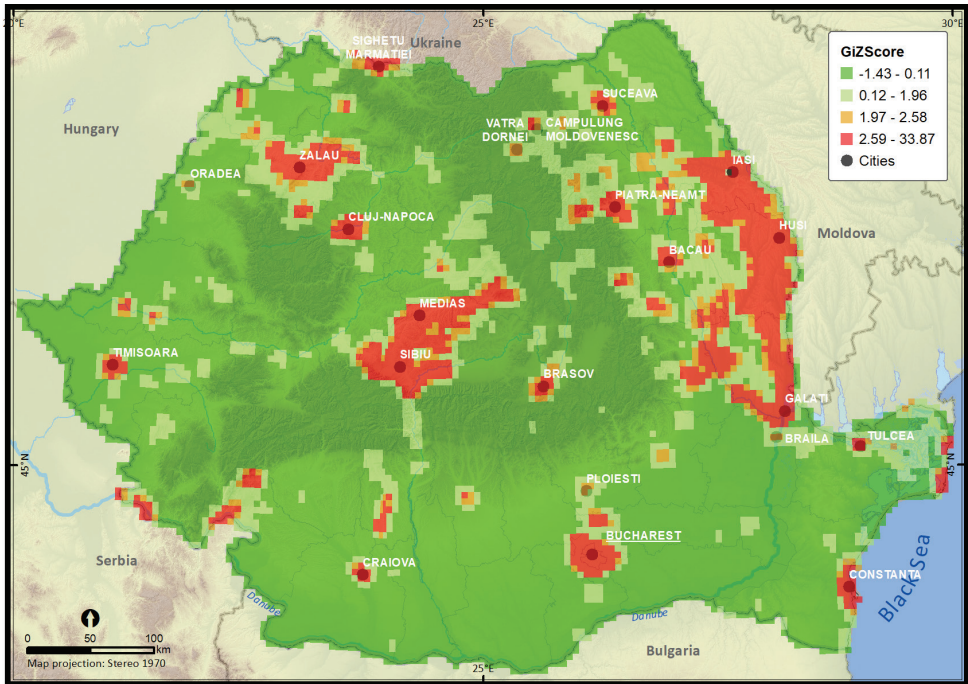 20°E
25°E
30°E
SIGHETU
MARMATIEI
Ukraine
GiZScore
-1.43 - 0.11
0.12 - 1.96
1.97 - 2.58
2.59 - 33.87
Cities
SUCEAVA
Hungary
VATRA
DORNEI
CAMPULUNG
MOLDOVENESC
ZALAU
IASI
ORADEA
PIATRA-NEAMT
CLUJ-NAPOCA
HUSI
Moldova
BACAU
MEDIAS
TIMISOARA
SIBIU
BRASOV
GALATI
BRAILA
TULCEA
45°N
45°N
PLOIESTI
BUCHAREST
Serbia
CRAIOVA
CONSTANTA
Black Sea
Danube
Danube
0 50 100
km
Map projection: Stereo 1970
Bulgaria
25°E